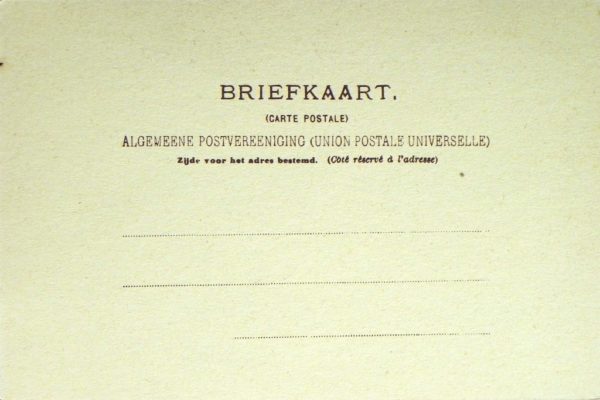 BRIEFKAART.
(CARTE POSTALE)
ALGEMEENE POSTVEREENIGING (UNION POSTALE UNIVERSELLE)
Zijde voor het adres bestemd. (Côté réservé à l'adresse)